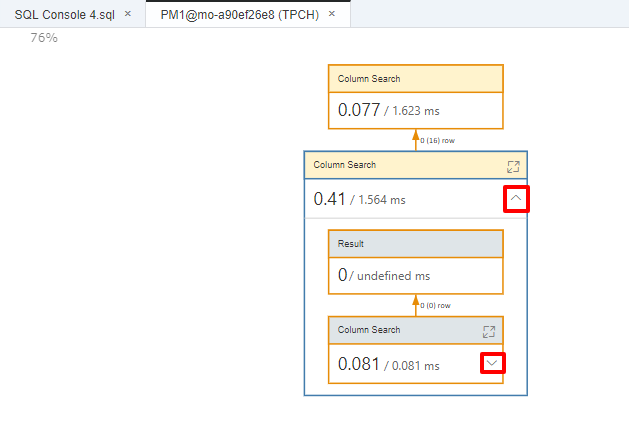 SQL Console 4.sql × PM1@mo-a90ef26e8 (TPCH) ×
76%
Column Search
0.077 / 1.623 ms
0 (16) row
Column Search
0.41 / 1.564 ms
Result
0 / undefined ms
0 (0) row
Column Search
0.081 / 0.081 ms